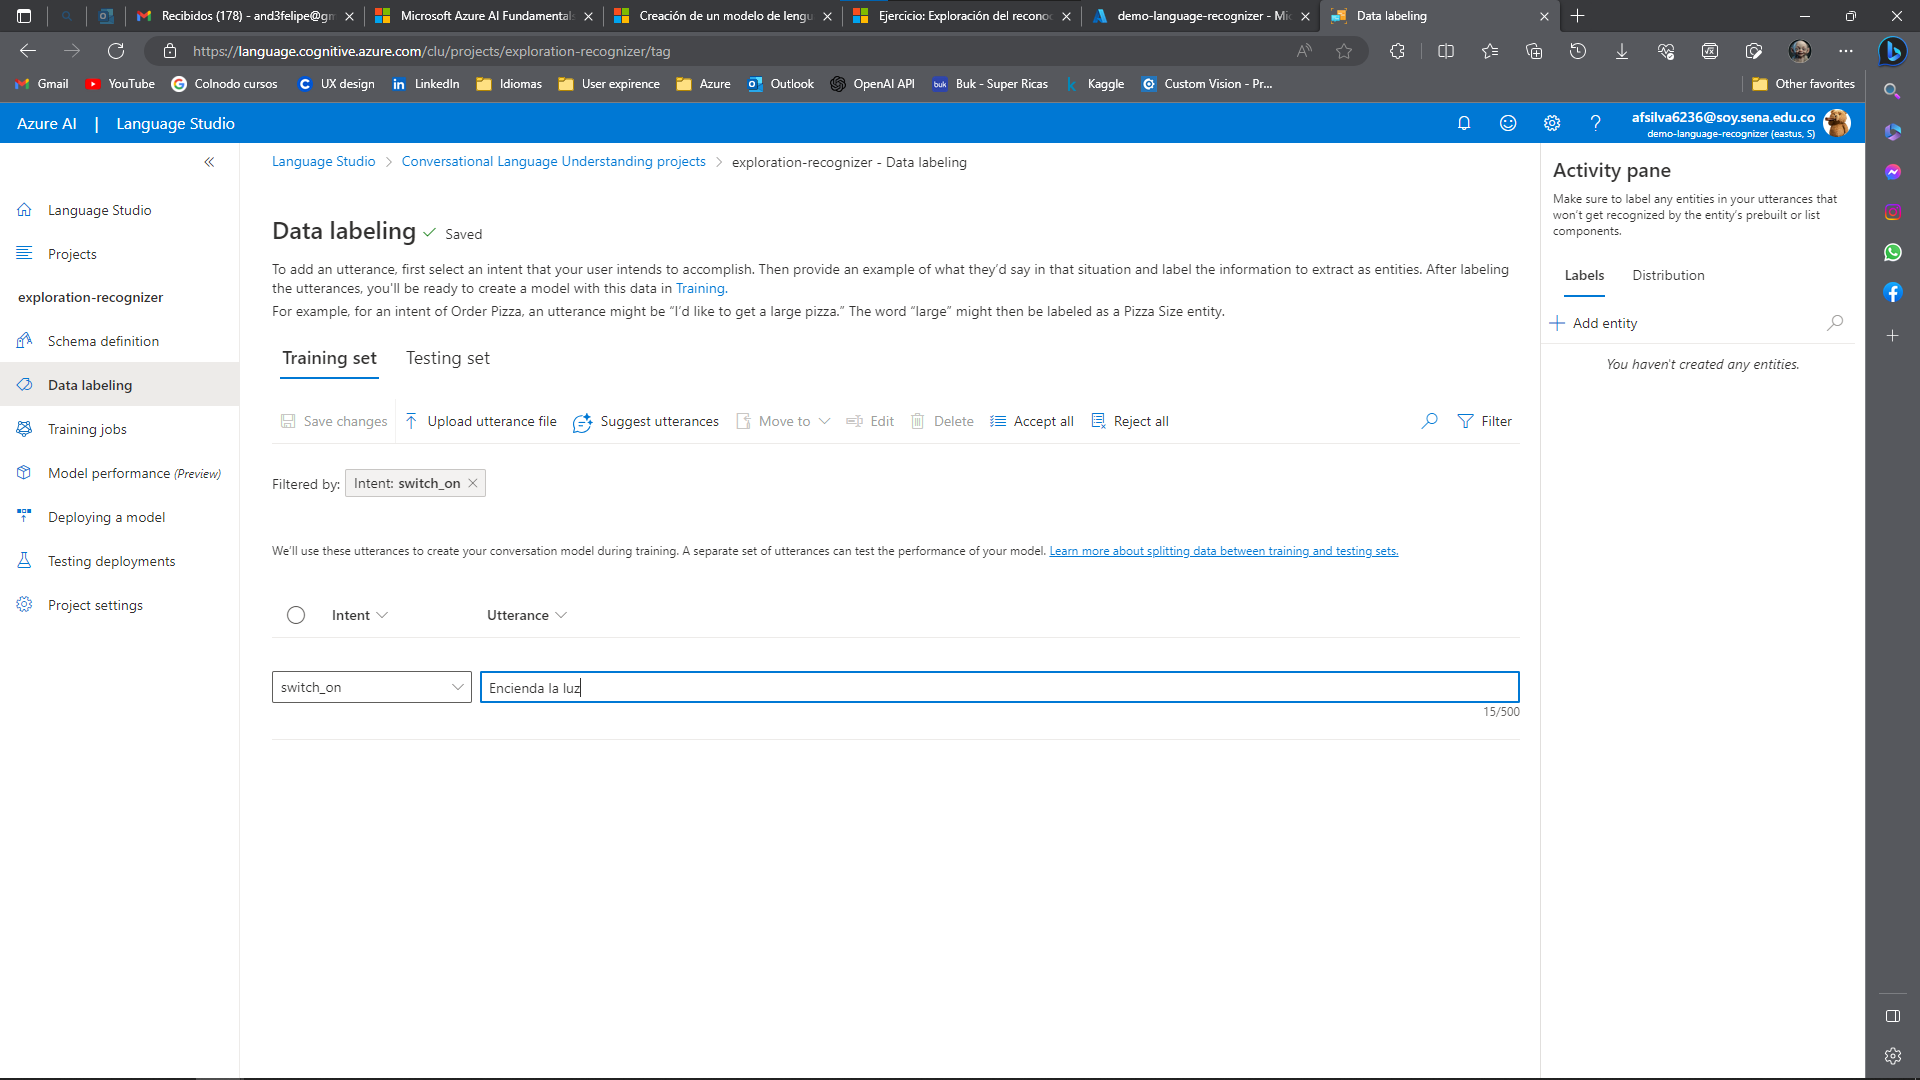 Recibidos (178) - and3felipe@gm
Microsoft Azure AI Fundamentals
Creación de un modelo de lengu
Ejercicio: Exploración del reconoc
demo-language-recognizer - Mic
Data labeling
https://language.cognitive.azure.com/clu/projects/exploration-recognizer/tag
Gmail
YouTube
Colnodo cursos
UX design
LinkedIn
Idiomas
User expirence
Azure
Outlook
OpenAI API
buk
Buk - Super Ricas
Kaggle
Custom Vision - Pr...
Other favorites
Azure AI | Language Studio
afsilva6236@soy.sena.edu.co
demo-language-recognizer (eastus, S)
Language Studio > Conversational Language Understanding projects > exploration-recognizer - Data labeling
Language Studio
Projects
exploration-recognizer
Schema definition
Data labeling
Training jobs
Model performance (Preview)
Deploying a model
Testing deployments
Project settings
Data labeling
Saved
To add an utterance, first select an intent that your user intends to accomplish. Then provide an example of what they'd say in that situation and label the information to extract as entities. After labeling
the utterances, you'll be ready to create a model with this data in Training.
For example, for an intent of Order Pizza, an utterance might be “I'd like to get a large pizza.” The word “large” might then be labeled as a Pizza Size entity.
Training set
Testing set
Save changes
Upload utterance file
Suggest utterances
Move to
Edit
Delete
Accept all
Reject all
Filter
Filtered by:
Intent: switch_on
We'll use these utterances to create your conversation model during training. A separate set of utterances can test the performance of your model. Learn more about splitting data between training and testing sets.
Intent
Utterance
switch_on
Encienda la luz
15/500
Activity pane
Make sure to label any entities in your utterances that
won't get recognized by the entity's prebuilt or list
components.
Labels
Distribution
Add entity
You haven't created any entities.